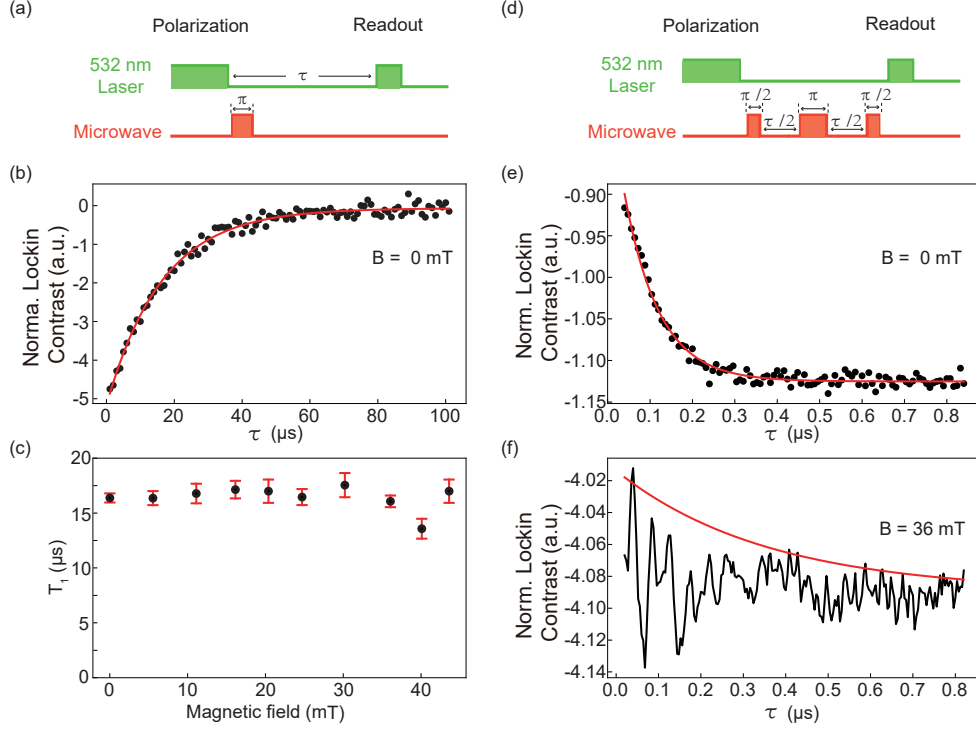 (a)
Polarization
Readout
532 nm
Laser
τ
π
Microwave
(d)
Polarization
Readout
532 nm
Laser
π /2
π
π /2
τ /2
τ /2
Microwave
(b)
0
-1
-2
-3
-4
-5
Norma. Lockin
Contrast (a.u.)
B = 0 mT
0
20
40
60
80
100
τ (µs)
(e)
-0.90
-0.95
-1.00
-1.05
-1.10
-1.15
Norm. Lockin
Contrast (a.u.)
B = 0 mT
0.0
0.1
0.2
0.3
0.4
0.5
0.6
0.7
0.8
τ (µs)
(c)
20
15
10
5
0
T1 (µs)
0
10
20
30
40
Magnetic field (mT)
(f)
-4.02
-4.04
-4.06
-4.08
-4.10
-4.12
-4.14
Norm. Lockin
Contrast (a.u.)
B = 36 mT
0.0
0.1
0.2
0.3
0.4
0.5
0.6
0.7
0.8
τ (µs)